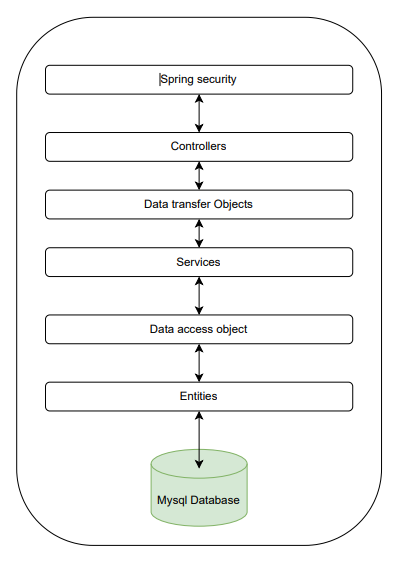 Spring security
Controllers
Data transfer Objects
Services
Data access object
Entities
Mysql Database